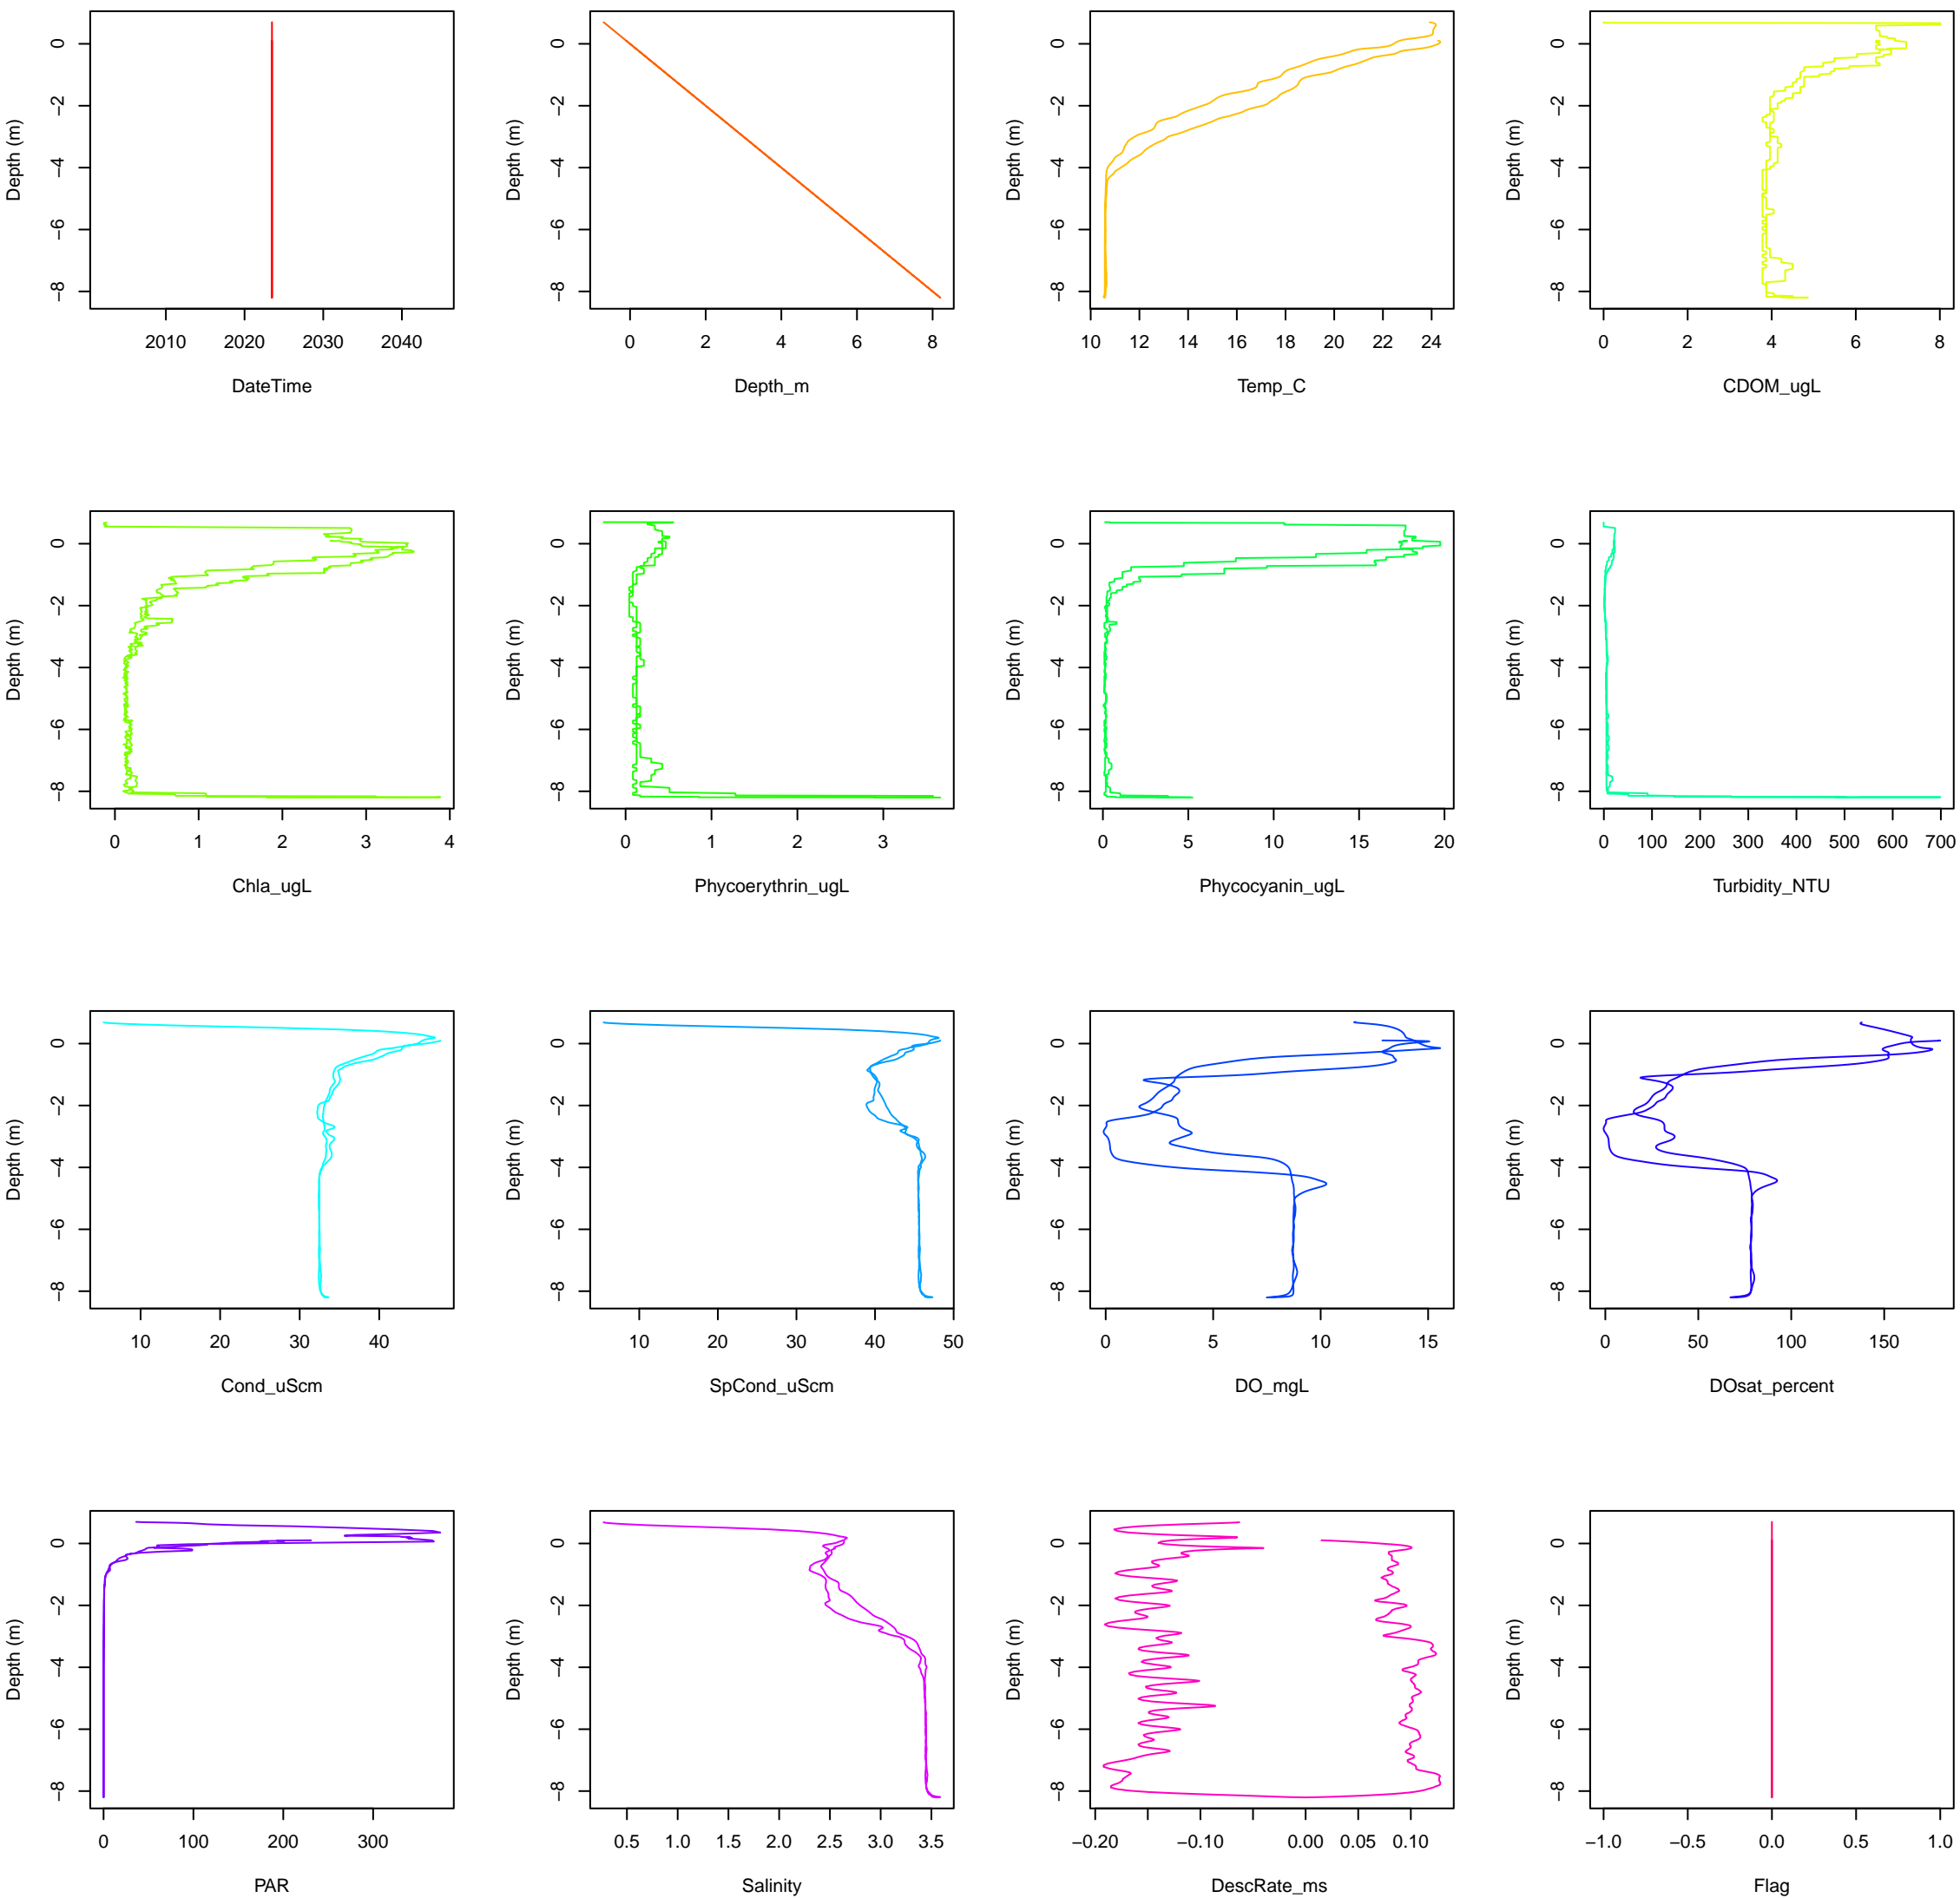 0
−2
−4
−6
−8
Depth (m)
2010 2020 2030 2040
DateTime
0
−2
−4
−6
−8
Depth (m)
0 2 4 6 8
Depth_m
0
−2
−4
−6
−8
Depth (m)
10 12 14 16 18 20 22 24
Temp_C
0
−2
−4
−6
−8
Depth (m)
0 2 4 6 8
CDOM_ugL
0
−2
−4
−6
−8
Depth (m)
0 1 2 3 4
Chla_ugL
0
−2
−4
−6
−8
Depth (m)
0 1 2 3
Phycoerythrin_ugL
0
−2
−4
−6
−8
Depth (m)
0 5 10 15 20
Phycocyanin_ugL
0
−2
−4
−6
−8
Depth (m)
0 100 200 300 400 500 600 700
Turbidity_NTU
0
−2
−4
−6
−8
Depth (m)
10 20 30 40
Cond_uScm
0
−2
−4
−6
−8
Depth (m)
10 20 30 40 50
SpCond_uScm
0
−2
−4
−6
−8
Depth (m)
0 5 10 15
DO_mgL
0
−2
−4
−6
−8
Depth (m)
0 50 100 150
DOsat_percent
0
−2
−4
−6
−8
Depth (m)
0 100 200 300
PAR
0
−2
−4
−6
−8
Depth (m)
0.5 1.0 1.5 2.0 2.5 3.0 3.5
Salinity
0
−2
−4
−6
−8
Depth (m)
−0.20 −0.10 0.00 0.05 0.10
DescRate_ms
0
−2
−4
−6
−8
Depth (m)
−1.0 −0.5 0.0 0.5 1.0
Flag